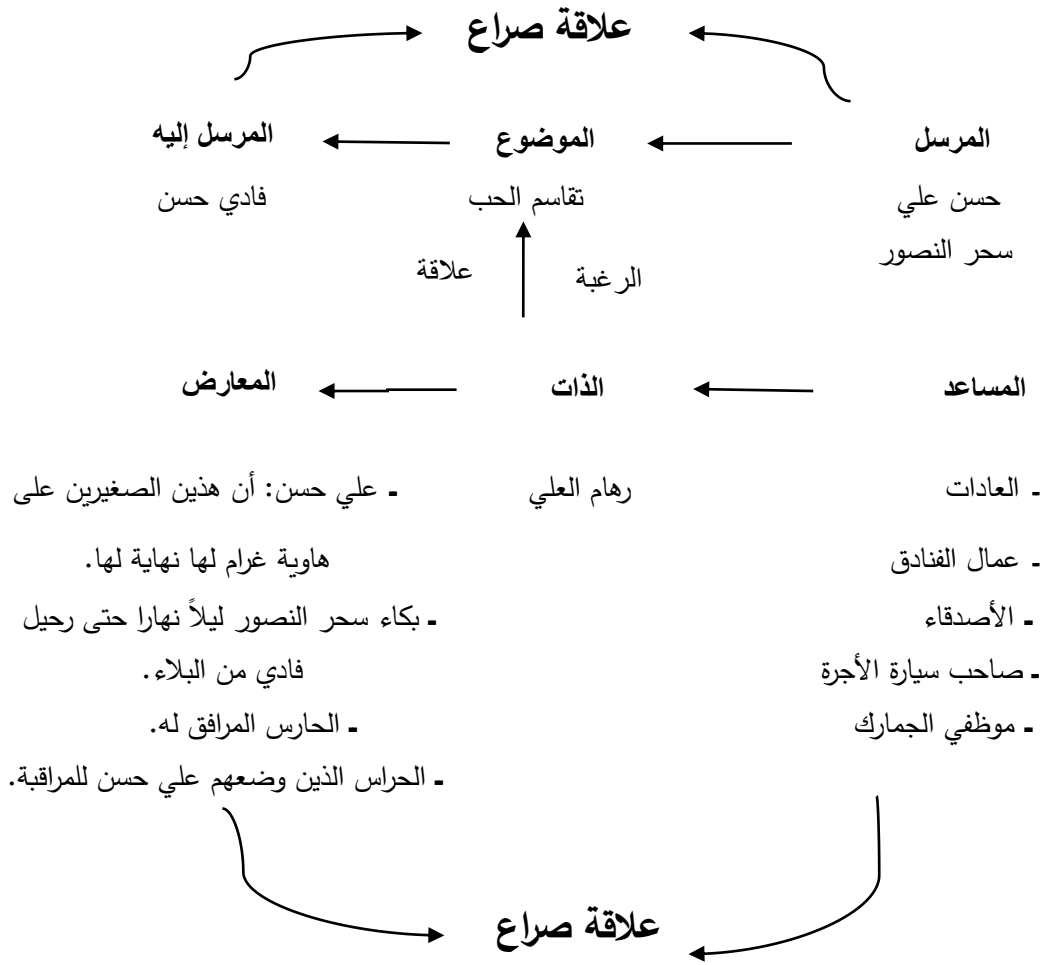 علاقة صراع
المرسل الموضوع المرسل إليه
حسن علي تقاسم الحب فادي حسن
سحر النصور
الرغبة علاقة
المساعد الذات المعارض
- العادات رهام العلي - علي حسن: أن هذين الصغيرين على
- عمال الفنادق هاوية غرام لها نهاية لها.
- الأصدقاء - بكاء سحر النصور ليلاً نهارا حتى رحيل
- صاحب سيارة الأجرة فادي من البلاء.
- موظفي الجمارك - الحارس المرافق له.
- الحراس الذين وضعهم علي حسن للمراقبة.
علاقة صراع